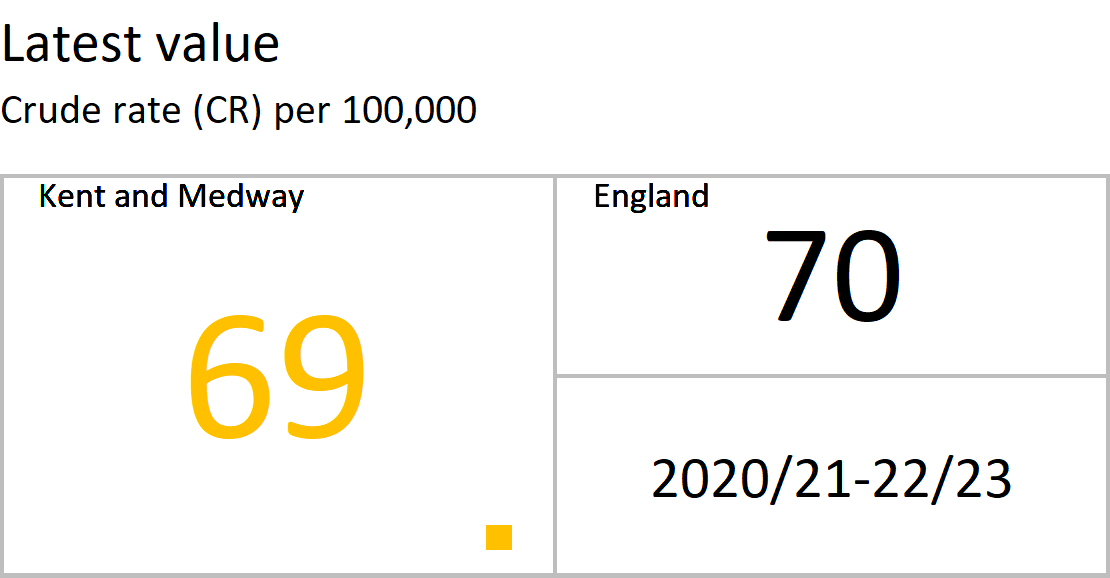 Latest value
Crude rate (CR) per 100,000
Kent and Medway
69
England
70
2020/21-22/23